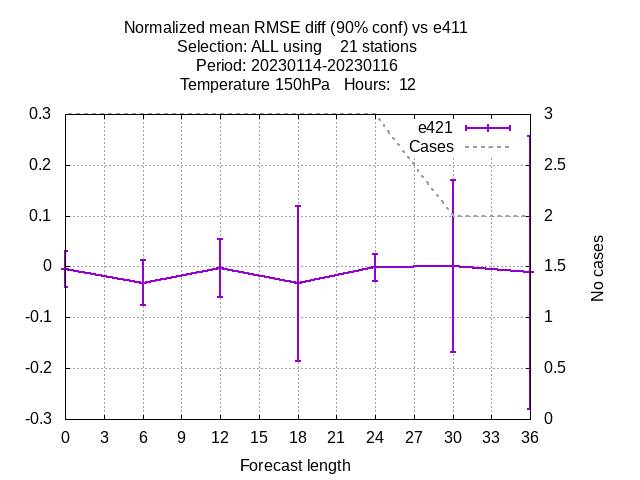 Normalized mean RMSE diff (90% conf) vs e411
Selection: ALL using    21 stations
Period: 20230114-20230116
Temperature 150hPa   Hours:  12
0.3
0.2
0.1
0
-0.1
-0.2
-0.3
e421
Cases
3
2.5
2
1.5
1
0.5
0
No cases
0 3 6 9 12 15 18 21 24 27 30 33 36
Forecast length